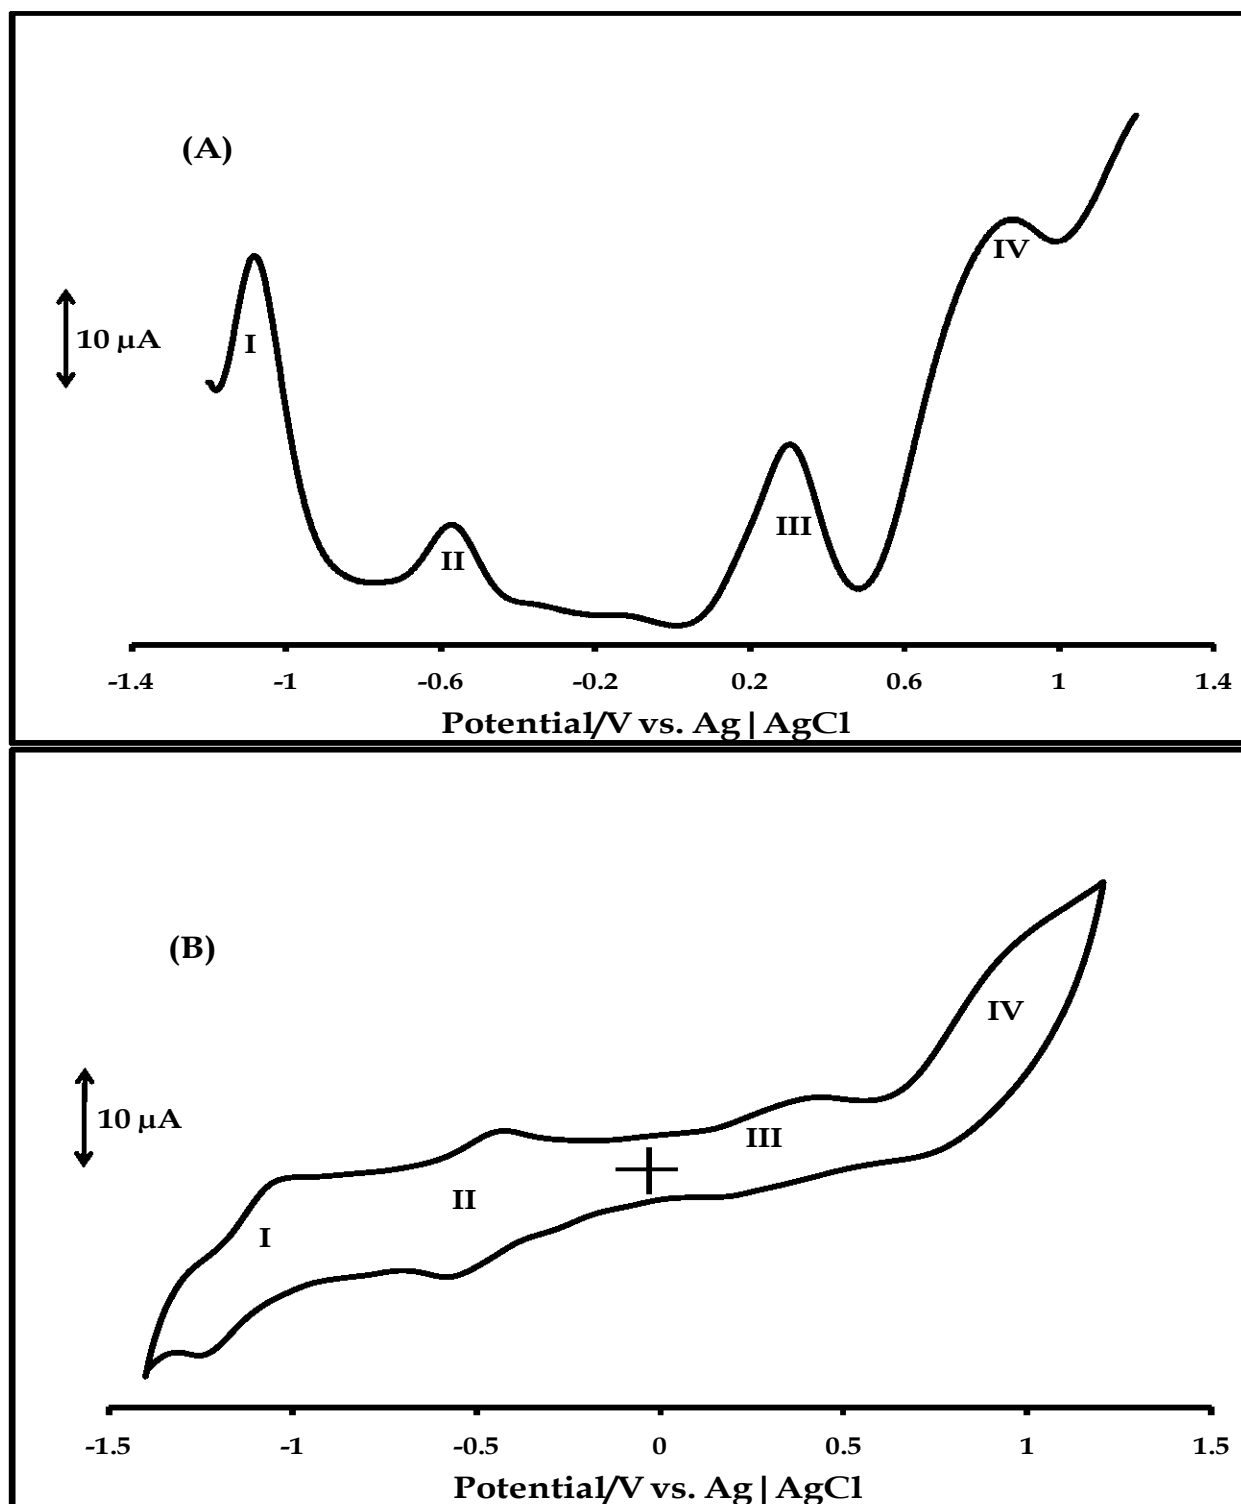 (A)
IV
10 µA
I
III
II
-1.4 -1 -0.6 -0.2 0.2 0.6 1 1.4
Potential/V vs. Ag|AgCl
(B)
IV
10 µA
III
II
I
-1.5 -1 -0.5 0 0.5 1 1.5
Potential/V vs. Ag|AgCl